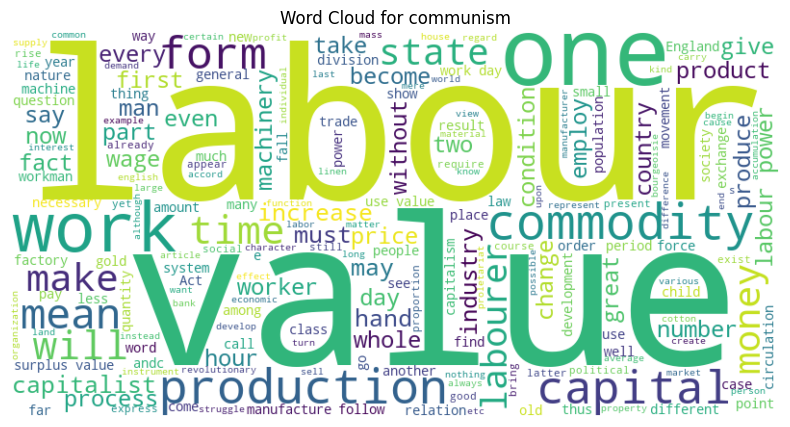 Word Cloud for communism
supply common way new profit certain mass house regard
rise demand carry kind
life year every form take state one England give
nature general division become work day product
machine first thing individual last world mere
question example man machinery fall show small
say already even trade two condition employ population manufacturer movement
now part labour without country produce society exchange begin cause
fact wage appear much power result view material bourgeoisie accumulation
interest accord require know labour power
workman english linen upon s end
necessary yet large many use value law represent present difference
although amount function increase place
work time labor matter must price commodity
factory gold article social character still long people course order period force
system e may see capitalism industry change great exist
make Act effect want worker day proletariat proportion labourer possible development child various money
pay less quantity bank economic among hand class whole use cotton create number circulation
mean land instead develop turn find well average
organization will word hour call value political
surplus value andc instrument revolutionary sell go another nothing always bring latter market case person
capitalist production capital
process come struggle good relation etc old thus property different point
far express manufacture follow